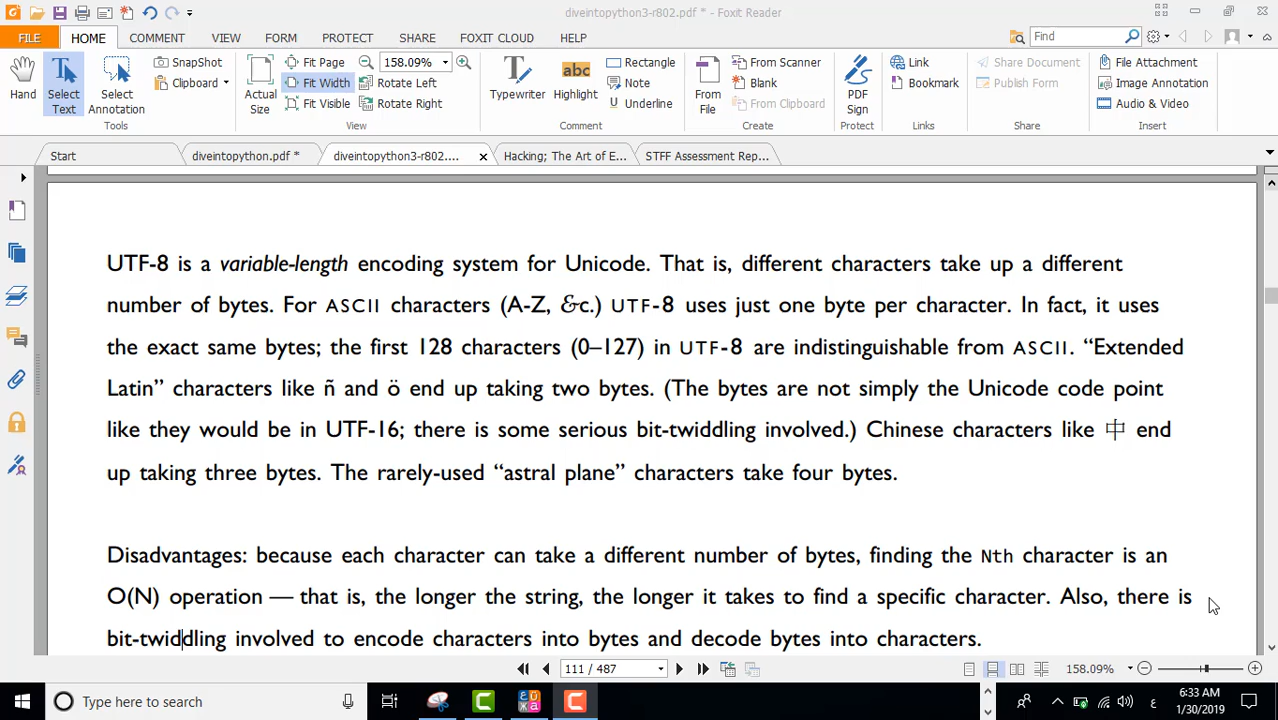 diveintopython3-r802.pdf * - Foxit Reader
FILE HOME COMMENT VIEW FORM PROTECT SHARE FOXIT CLOUD HELP Find
SnapShot Fit Page 158.09% Rectangle From Scanner Link Share Document File Attachment
Clipboard Fit Width Rotate Left Note Blank Bookmark Publish Form Image Annotation
Fit Visible Rotate Right Underline From Clipboard Audio & Video
Hand Select Text Select Annotation Actual Size Typewriter Highlight From File PDF Sign
Tools View Comment Create Protect Links Share Insert
Start diveintopython.pdf * diveintopython3-r802.... Hacking; The Art of E... STFF Assessment Rep...
UTF-8 is a variable-length encoding system for Unicode. That is, different characters take up a different
number of bytes. For ASCII characters (A-Z, &c.) UTF-8 uses just one byte per character. In fact, it uses
the exact same bytes; the first 128 characters (0–127) in UTF-8 are indistinguishable from ASCII. “Extended
Latin” characters like ñ and ö end up taking two bytes. (The bytes are not simply the Unicode code point
like they would be in UTF-16; there is some serious bit-twiddling involved.) Chinese characters like 中 end
up taking three bytes. The rarely-used “astral plane” characters take four bytes.
Disadvantages: because each character can take a different number of bytes, finding the Nth character is an
O(N) operation — that is, the longer the string, the longer it takes to find a specific character. Also, there is
bit-twiddling involved to encode characters into bytes and decode bytes into characters.
111 / 487 158.09%
Type here to search ع 6:33 AM
1/30/2019